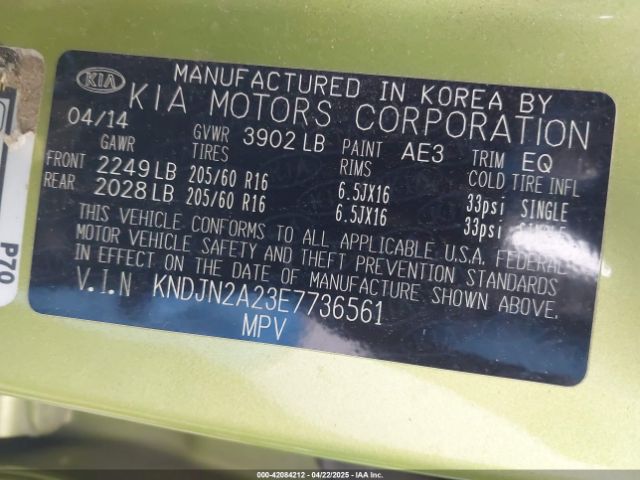 KIA
MANUFACTURED IN KOREA BY
KIA MOTORS CORPORATION
04/14 GVWR 3902 LB PAINT AE3 TRIM EQ
GAWR TIRES RIMS COLD TIRE INFL
FRONT 2249 LB 205/60 R16 6.5JX16 33psi SINGLE
REAR 2028 LB 205/60 R16 6.5JX16 33psi SINGLE
THIS VEHICLE CONFORMS TO ALL APPLICABLE U.S.A. FEDERAL
MOTOR VEHICLE SAFETY AND THEFT PREVENTION STANDARDS
IN EFFECT ON THE DATE OF MANUFACTURE SHOWN ABOVE.
V.I.N KNDJN2A23E7736561
MPV
P70
000-42084212 - 04/22/2025 - IAA, Inc.